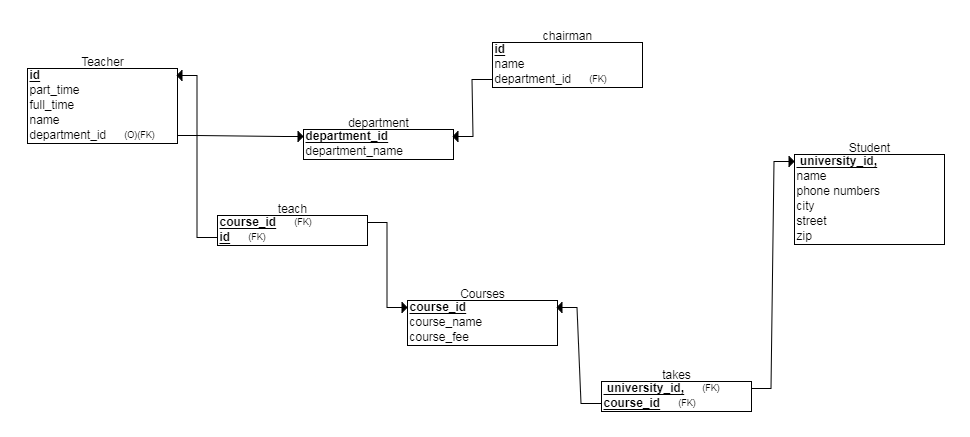 chairman
id
name
department_id (FK)
Teacher
id
part_time
full_time
name
department_id (O)(FK)
department
department_id
department_name
Student
university_id,
name
phone numbers
city
street
zip
teach
course_id (FK)
id (FK)
Courses
course_id
course_name
course_fee
takes
university_id, (FK)
course_id (FK)